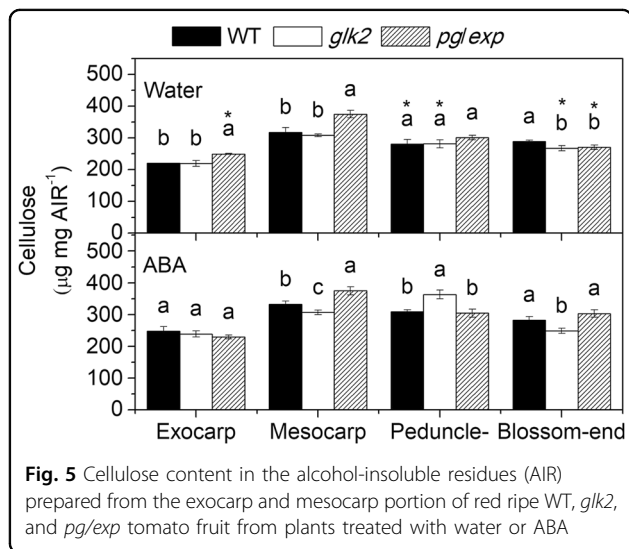 WT glk2 pg/exp
Water
500
400
300
200
100
0
* * * * *
a
b b a b b a a a a a b b
ABA
500
400
300
200
100
0
a a a b c a b a b a b a
Cellulose
(µg mg AIR⁻¹)
Exocarp Mesocarp Peduncle- Blossom-end
Fig. 5 Cellulose content in the alcohol-insoluble residues (AIR)
prepared from the exocarp and mesocarp portion of red ripe WT, glk2,
and pg/exp tomato fruit from plants treated with water or ABA